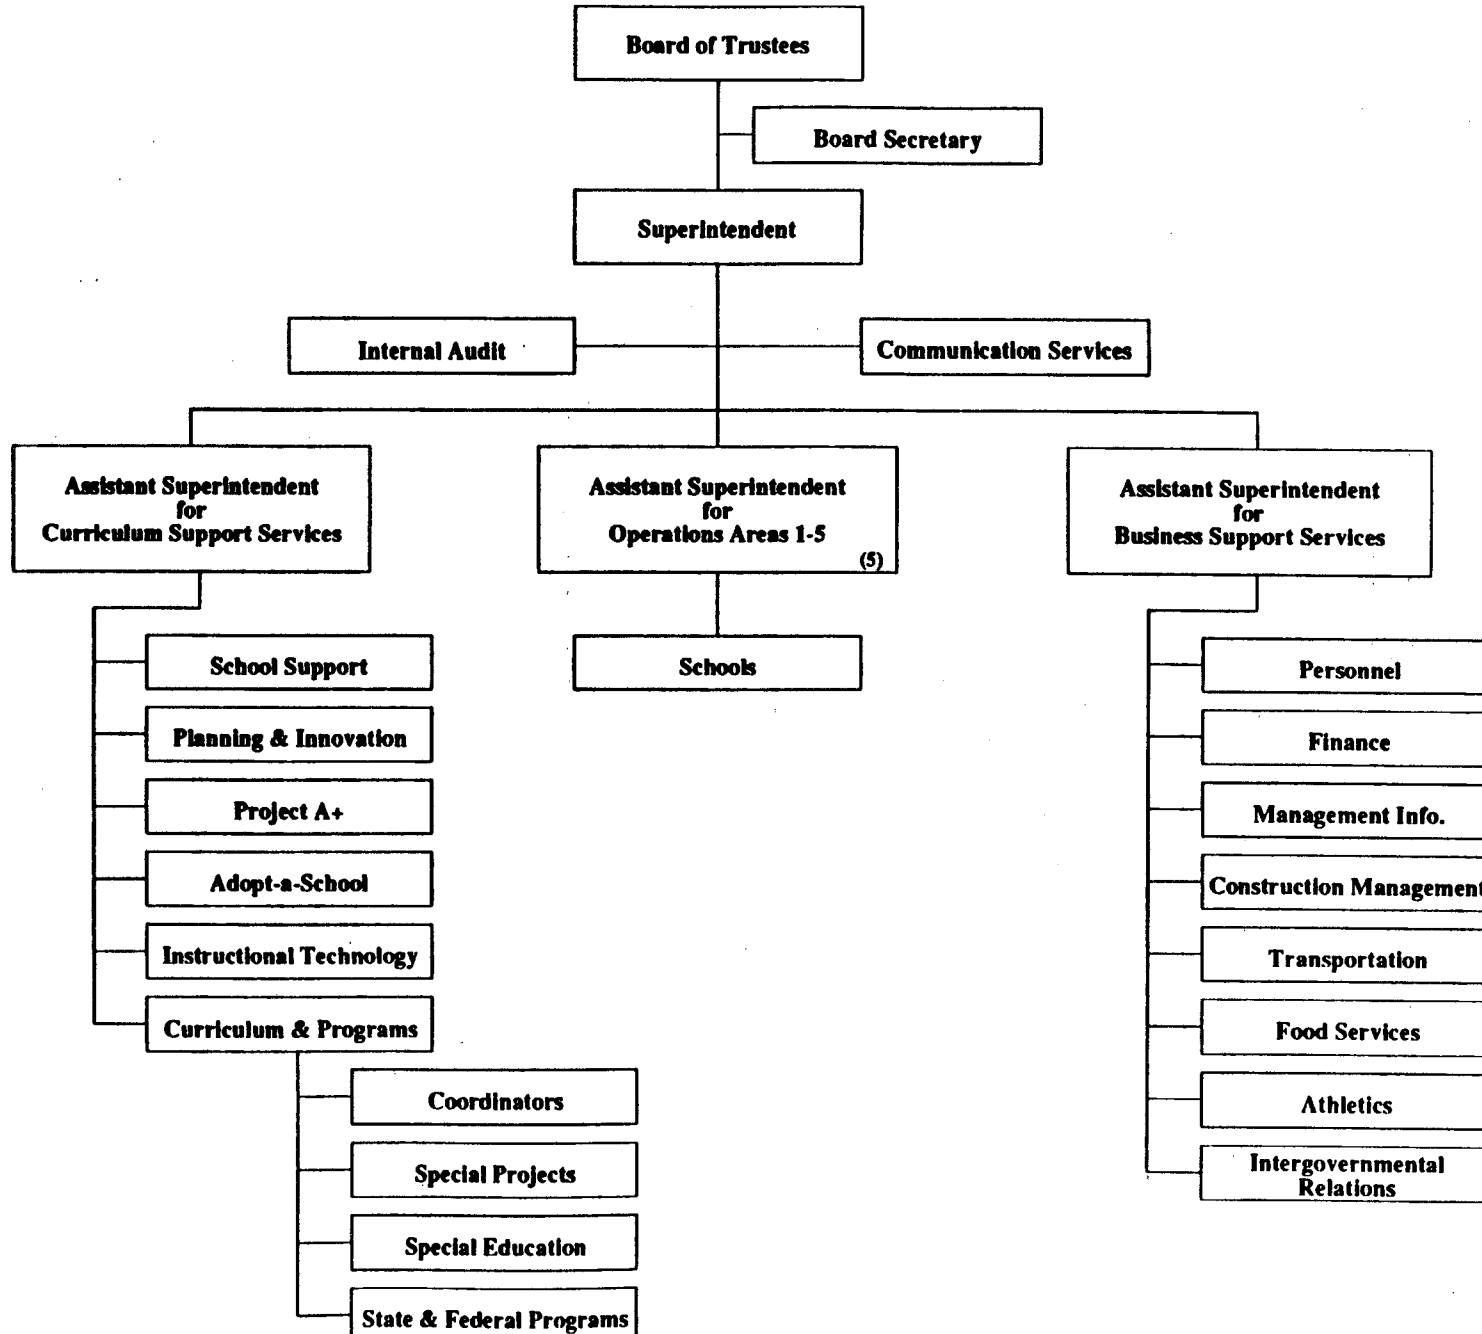 Board of Trustees
Board Secretary
Superintendent
Internal Audit
Communication Services
Assistant Superintendent
for
Curriculum Support Services
Assistant Superintendent
for
Operations Areas 1-5
(5)
Assistant Superintendent
for
Business Support Services
School Support
Planning & Innovation
Project A+
Adopt-a-School
Instructional Technology
Curriculum & Programs
Coordinators
Special Projects
Special Education
State & Federal Programs
Schools
Personnel
Finance
Management Info.
Construction Management
Transportation
Food Services
Athletics
Intergovernmental
Relations